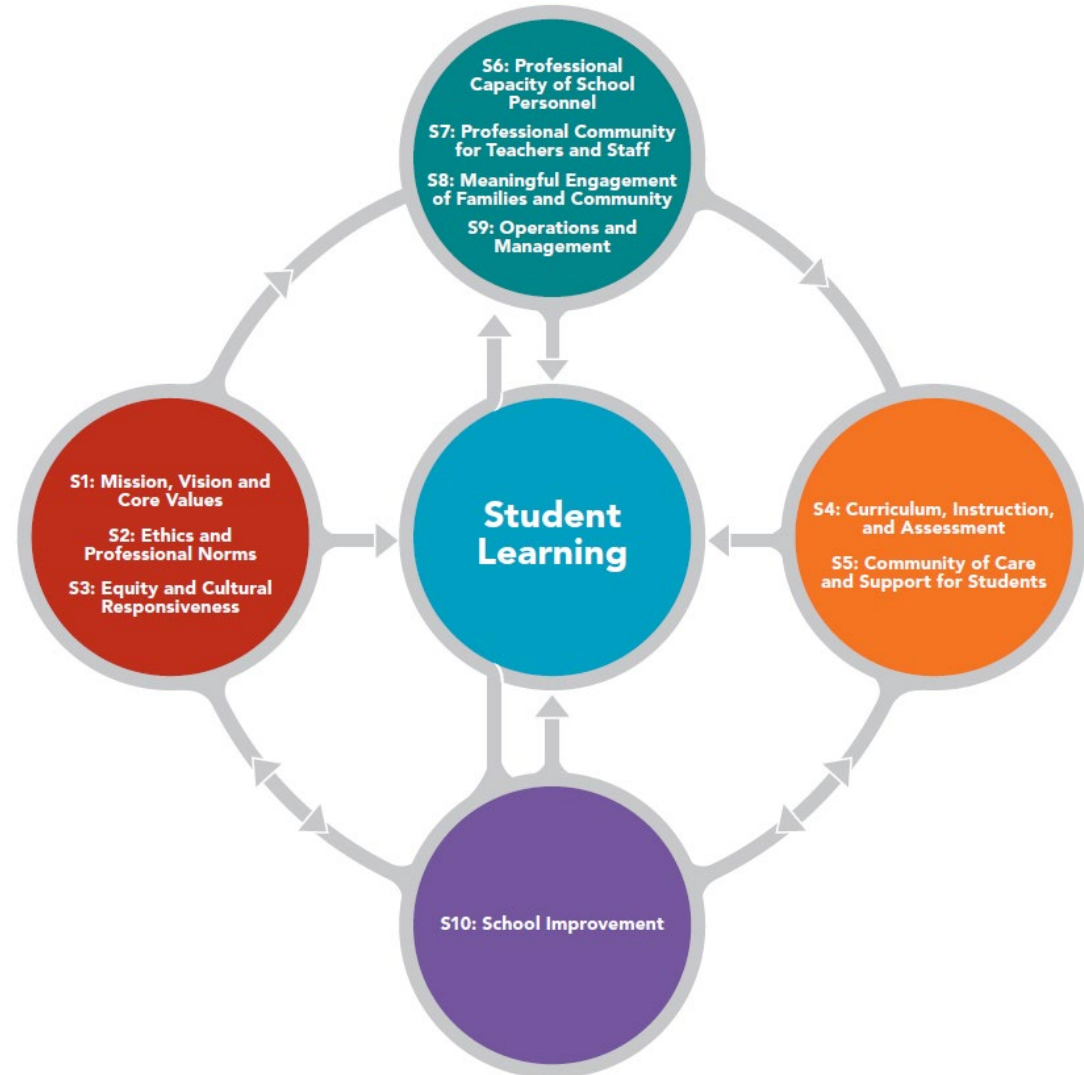 S6: Professional
Capacity of School
Personnel
S7: Professional Community
for Teachers and Staff
S8: Meaningful Engagement
of Families and Community
S9: Operations and
Management
S1: Mission, Vision and
Core Values
S2: Ethics and
Professional Norms
S3: Equity and Cultural
Responsiveness
Student
Learning
S4: Curriculum, Instruction,
and Assessment
S5: Community of Care
and Support for Students
S10: School Improvement